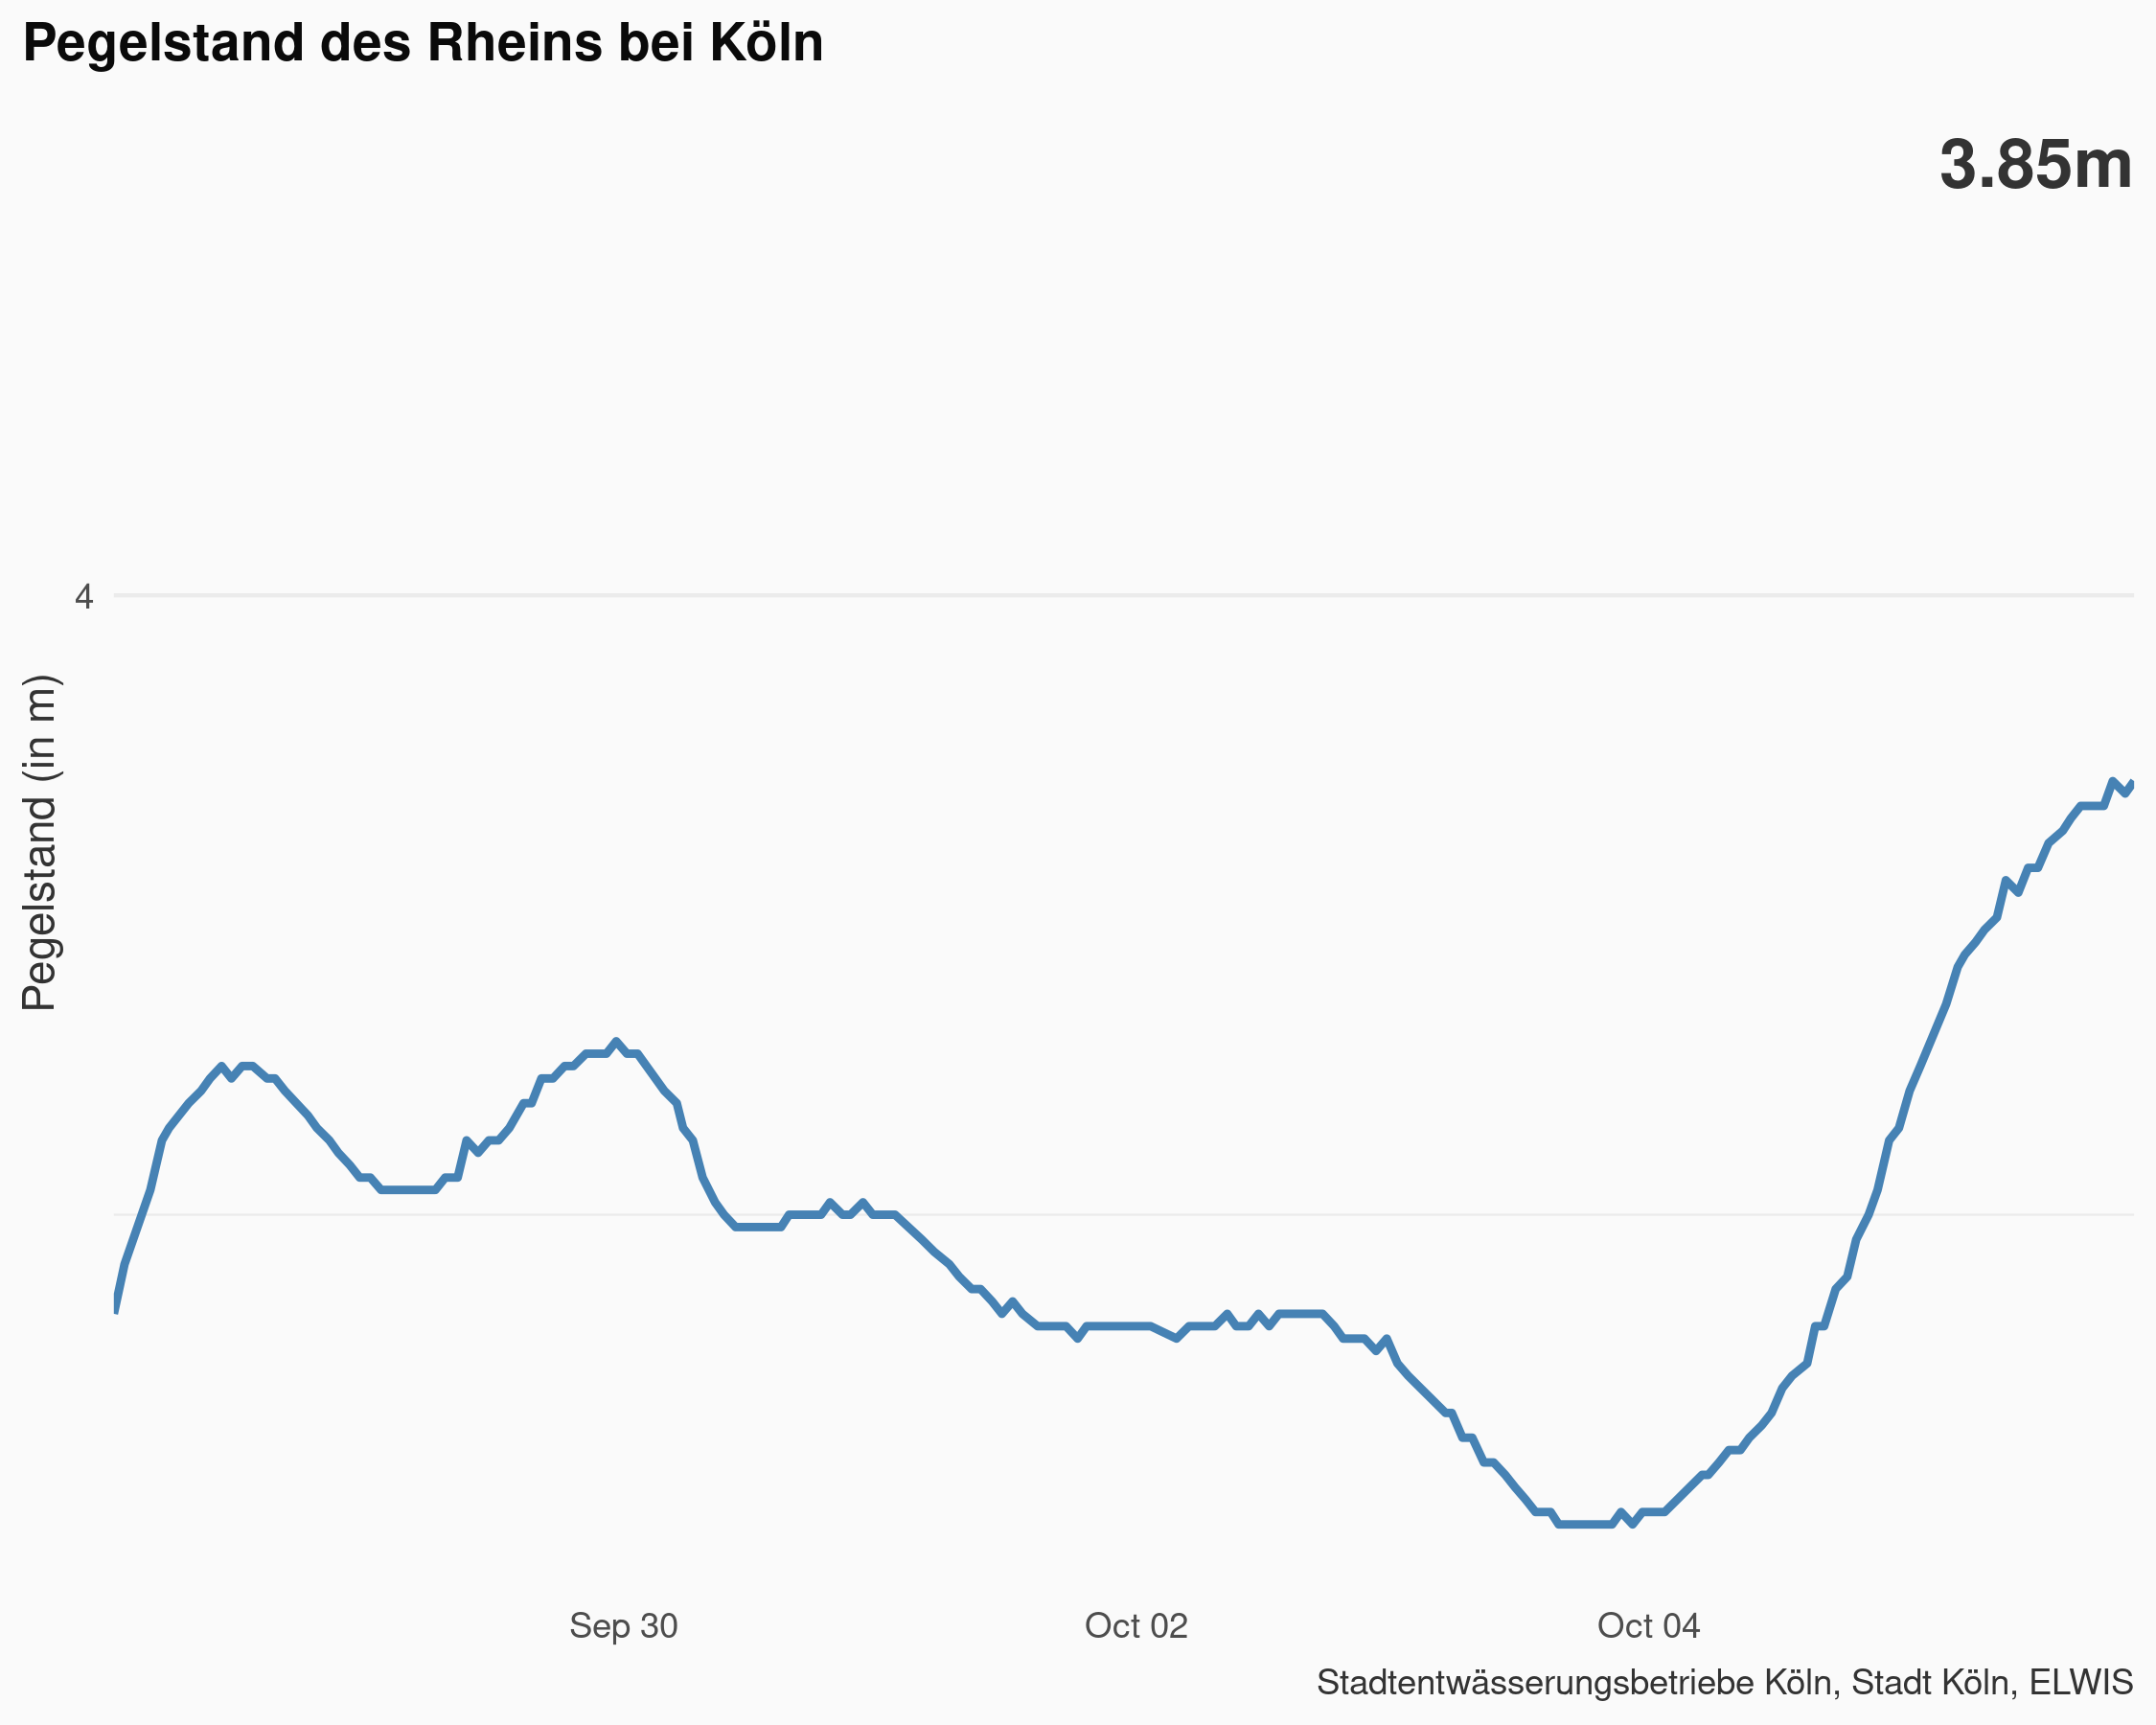 Pegelstand des Rheins bei Köln
3.85m
4
Pegelstand (in m)
Sep 30
Oct 02
Oct 04
Stadtentwässerungsbetriebe Köln, Stadt Köln, ELWIS